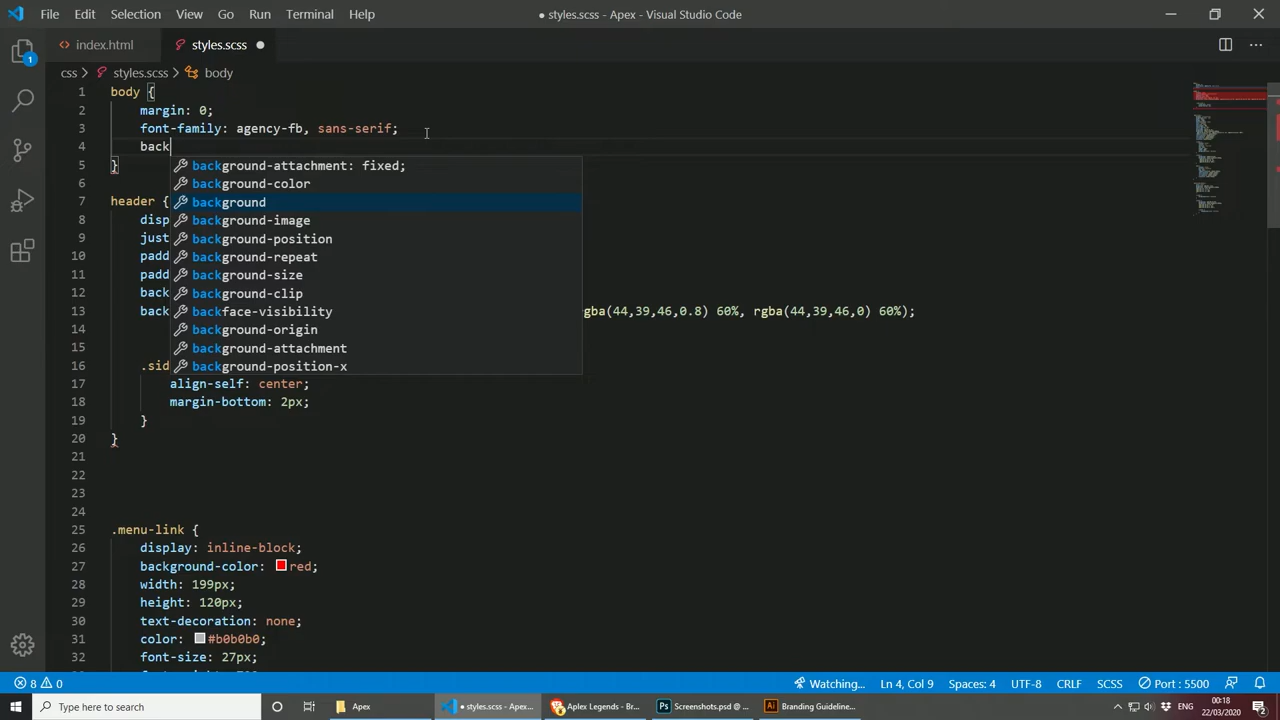 File Edit Selection View Go Run Terminal Help ● styles.scss - Apex - Visual Studio Code
index.html styles.scss ●
css > styles.scss > body
1 body {
2 margin: 0;
3 font-family: agency-fb, sans-serif;
4 back
5 }
background-attachment: fixed;
6
background-color
7 header {
background
8 disp
background-image
9 just
background-position
10 padd
background-repeat
11 padd
background-size
12 back
background-clip
13 back
backface-visibility
gba(44,39,46,0.8) 60%, rgba(44,39,46,0) 60%);
14
background-origin
15
background-attachment
16 .sid
background-position-x
17 align-self: center;
18 margin-bottom: 2px;
19 }
20 }
21
22
23
24
25 .menu-link {
26 display: inline-block;
27 background-color: red;
28 width: 199px;
29 height: 120px;
30 text-decoration: none;
31 color: #b0b0b0;
32 font-size: 27px;
8 0 Watching... Ln 4, Col 9 Spaces: 4 UTF-8 CRLF SCSS Port : 5500
Type here to search Apex ● styles.scss - Apex... Apex Legends - Br... Screenshots.psd @ ... Branding Guideline... ENG 00:18
22/03/2020 2
1